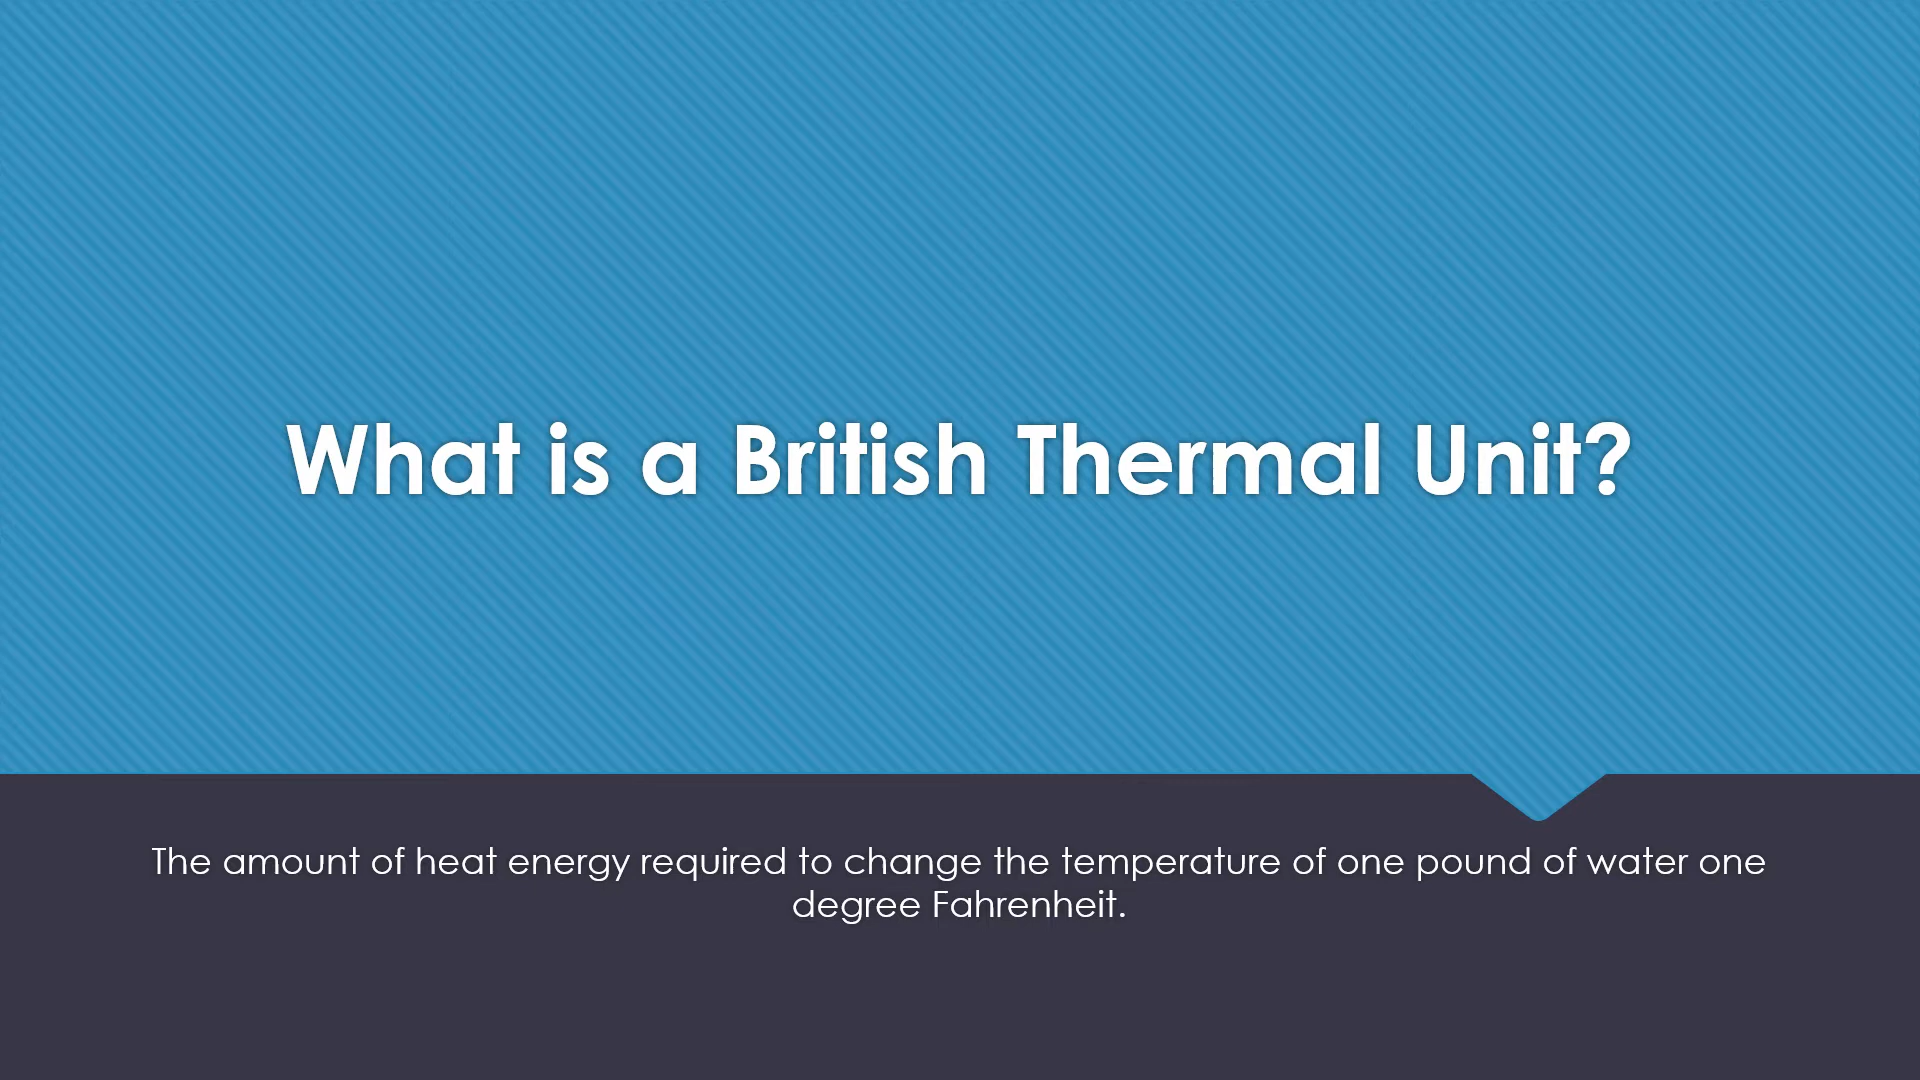 What is a British Thermal Unit?
The amount of heat energy required to change the temperature of one pound of water one
degree Fahrenheit.